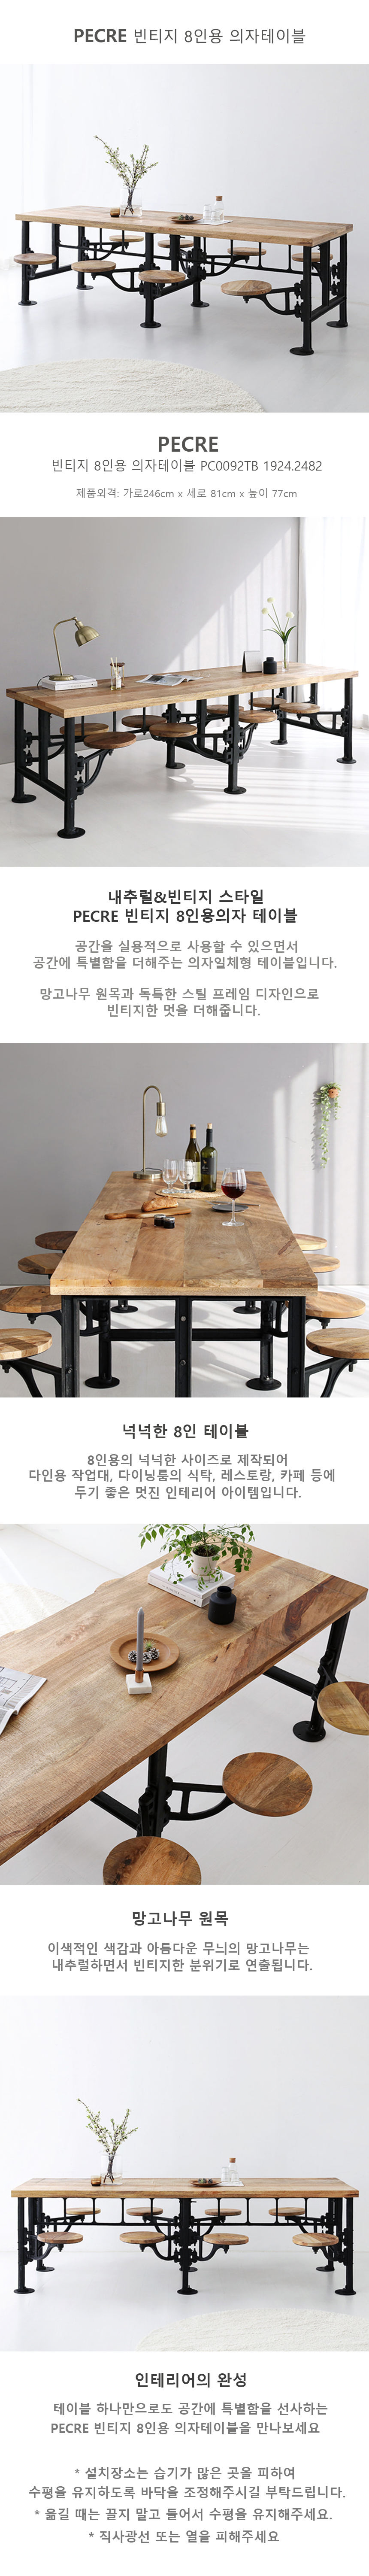 PECRE 빈티지 8인용 의자테이블
PECRE
빈티지 8인용 의자테이블 PC0092TB 1924.2482
제품외격: 가로246cm x 세로 81cm x 높이 77cm
내추럴&빈티지 스타일
PECRE 빈티지 8인용의자 테이블
공간을 실용적으로 사용할 수 있으면서
공간에 특별함을 더해주는 의자일체형 테이블입니다.
망고나무 원목과 독특한 스틸 프레임 디자인으로
빈티지한 멋을 더해줍니다.
넉넉한 8인 테이블
8인용의 넉넉한 사이즈로 제작되어
다인용 작업대, 다이닝룸의 식탁, 레스토랑, 카페 등에
두기 좋은 멋진 인테리어 아이템입니다.
망고나무 원목
이색적인 색감과 아름다운 무늬의 망고나무는
내추럴하면서 빈티지한 분위기로 연출됩니다.
인테리어의 완성
테이블 하나만으로도 공간에 특별함을 선사하는
PECRE 빈티지 8인용 의자테이블을 만나보세요
* 설치장소는 습기가 많은 곳을 피하여
수평을 유지하도록 바닥을 조정해주시길 부탁드립니다.
* 옮길 때는 끌지 말고 들어서 수평을 유지해주세요.
* 직사광선 또는 열을 피해주세요